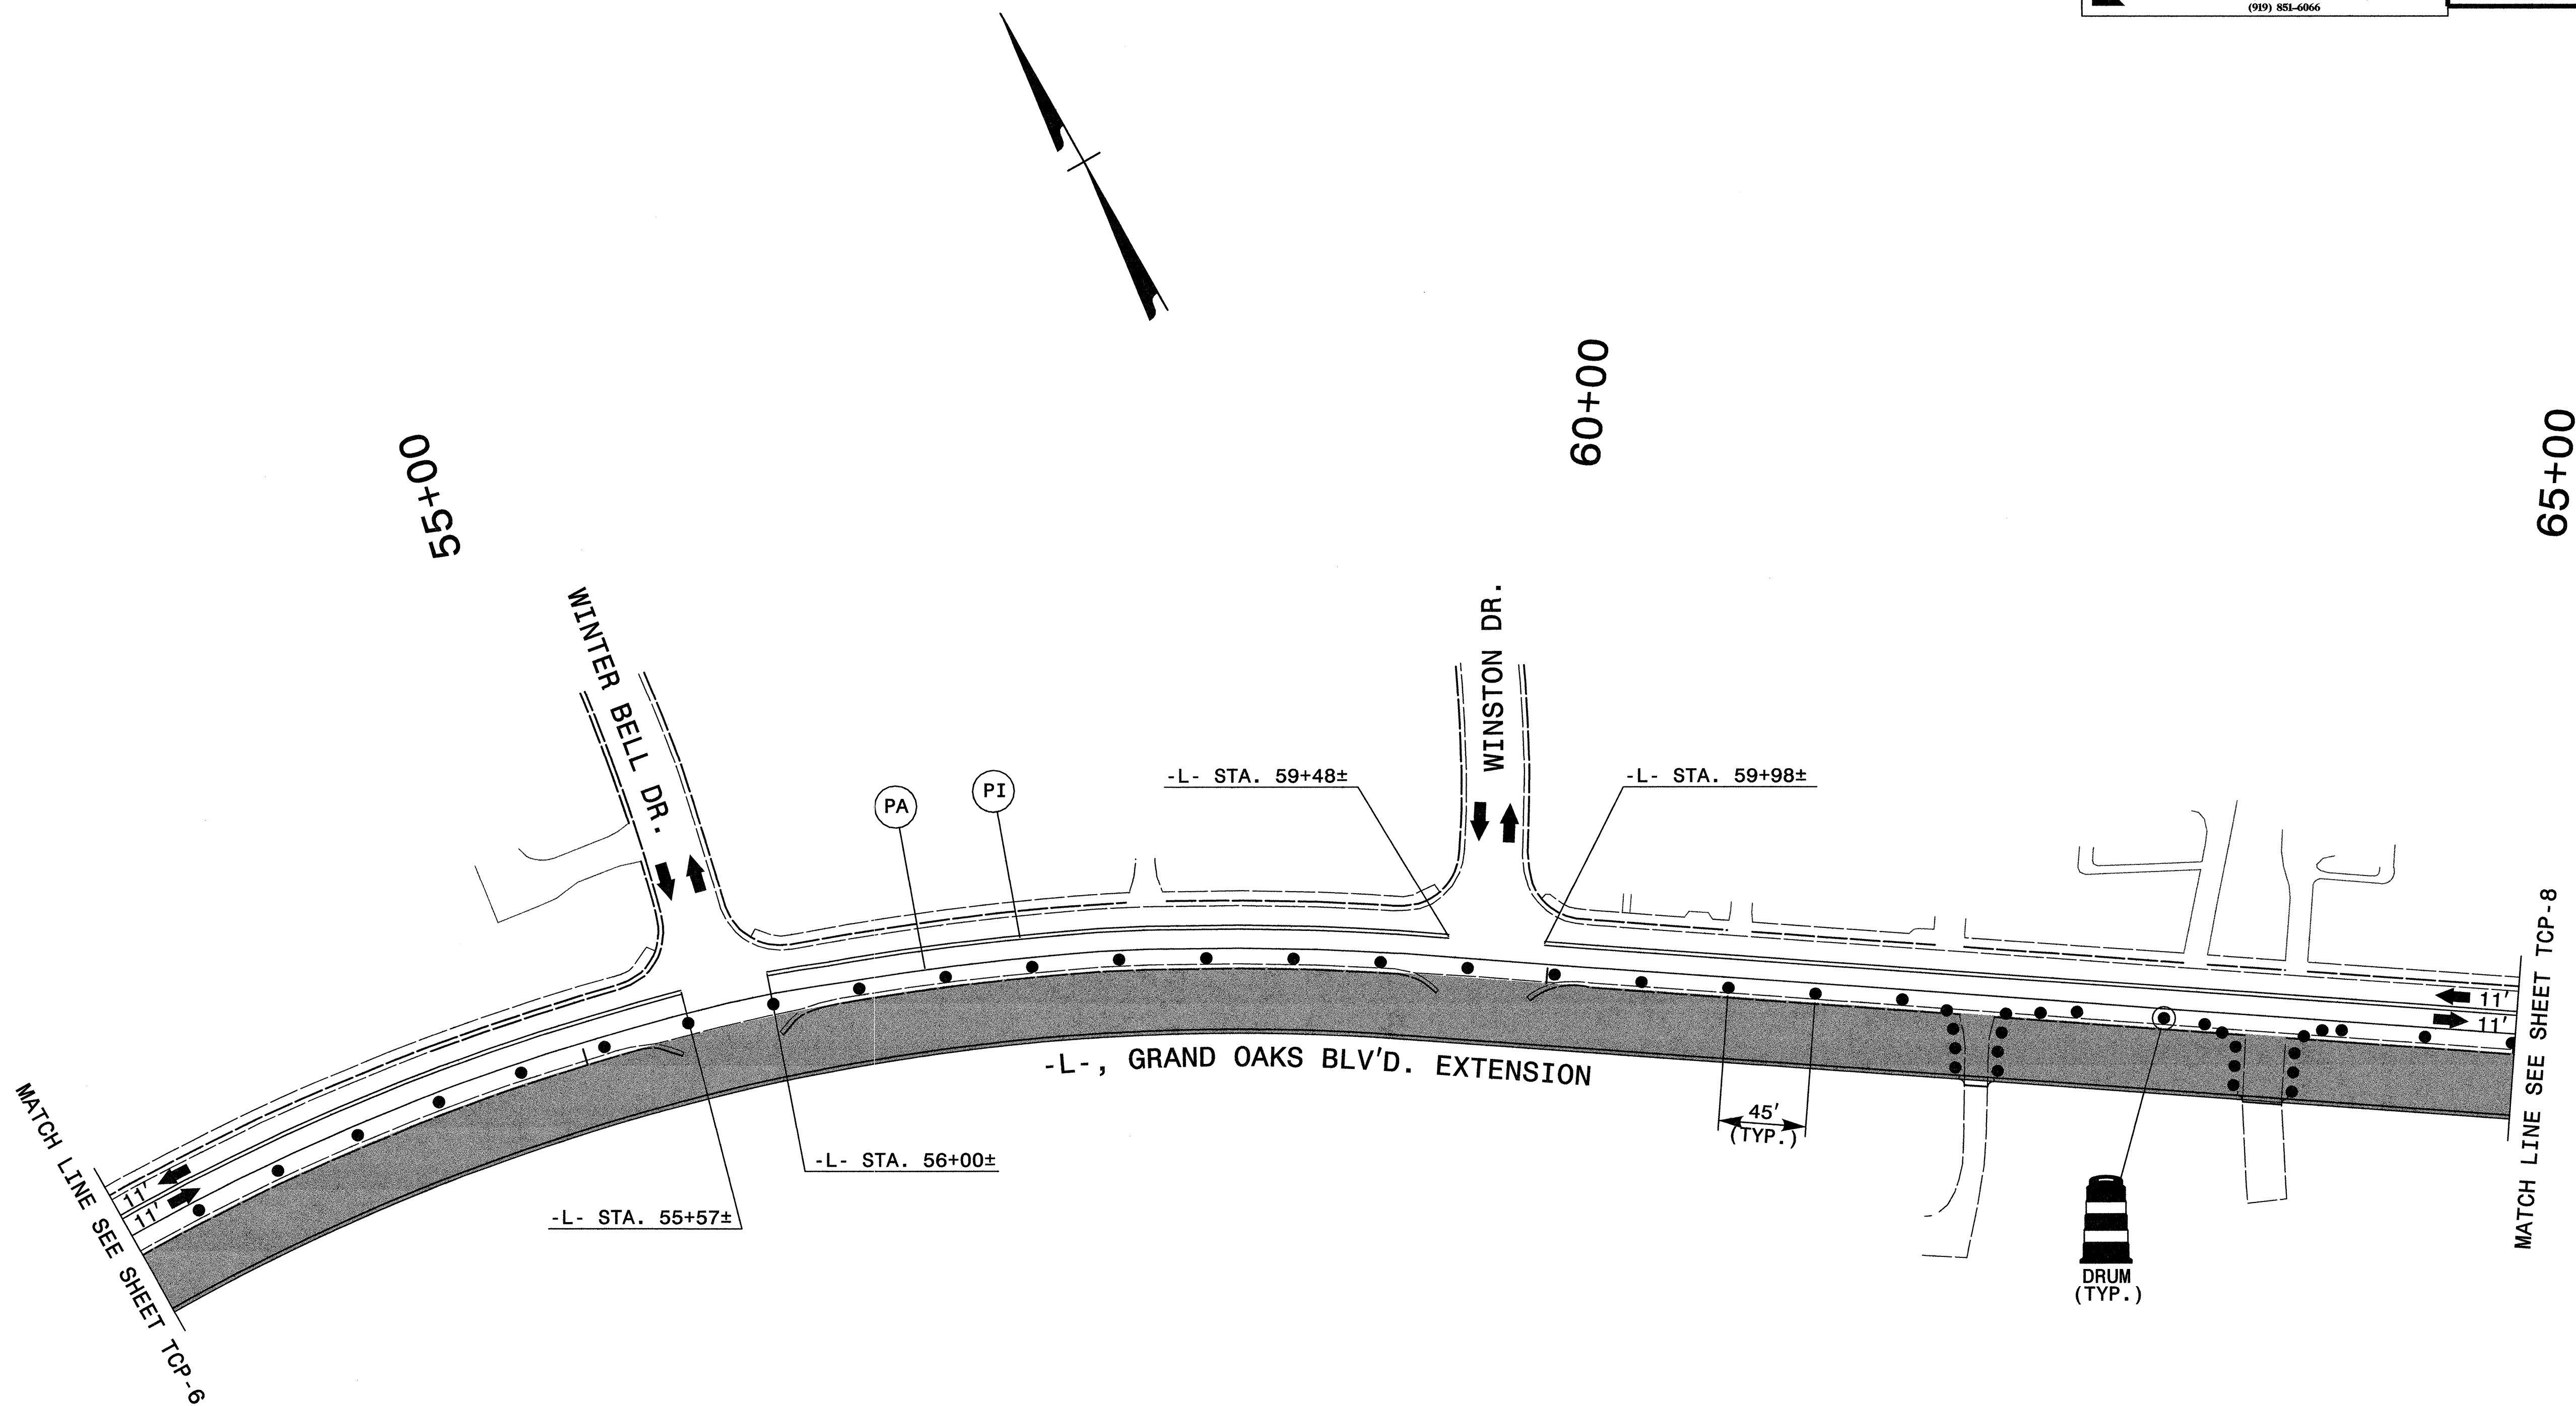 (919) 851-6066
60+00
55+00
65+00
WINTER BELL DR.
WINSTON DR.
-L- STA. 59+48±
-L- STA. 59+98±
PA
PI
11'
11'
-L-, GRAND OAKS BLV'D. EXTENSION
45'
(TYP.)
-L- STA. 56+00±
-L- STA. 55+57±
11'
11'
MATCH LINE SEE SHEET TCP-6
MATCH LINE SEE SHEET TCP-8
DRUM
(TYP.)